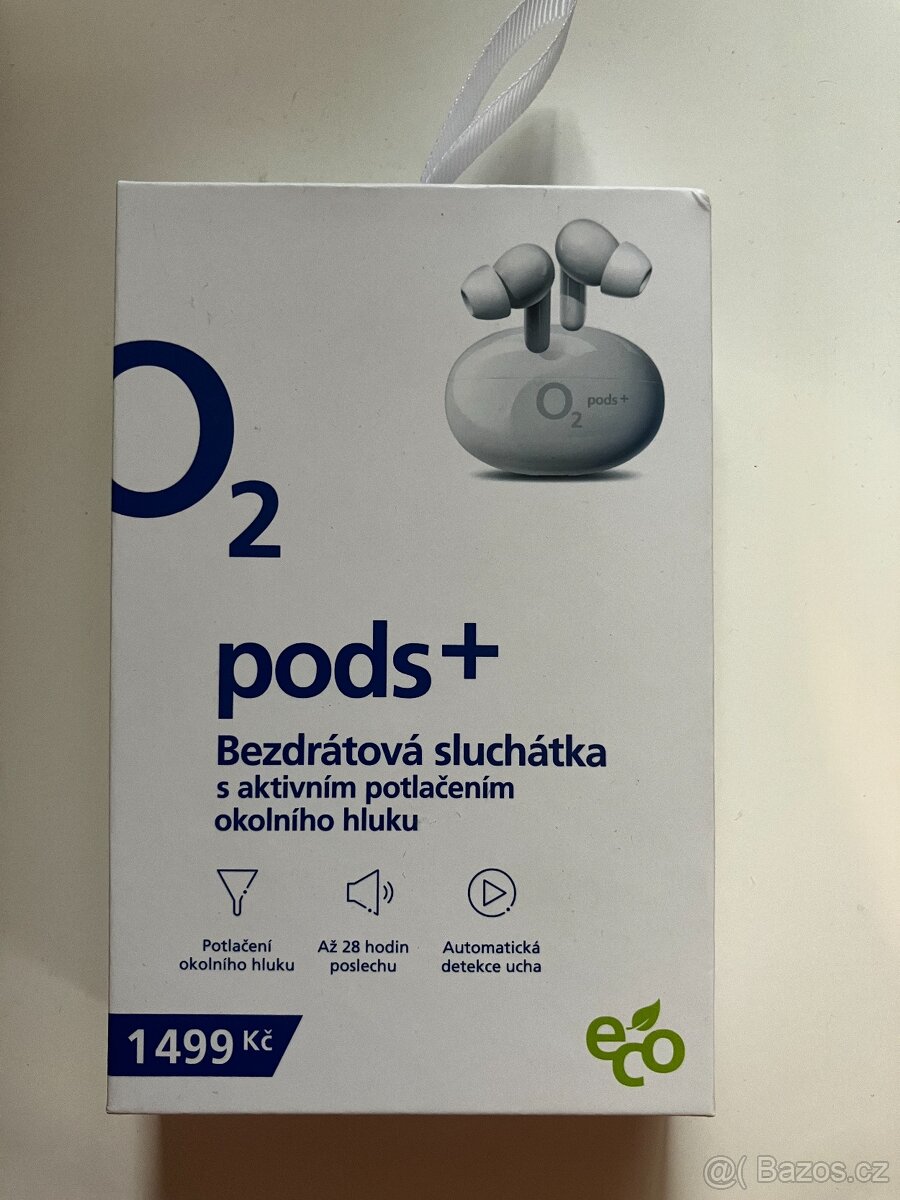 O2 pods+
O2
pods+
Bezdrátová sluchátka
s aktivním potlačením
okolního hluku
Potlačení
okolního hluku
Až 28 hodin
poslechu
Automatická
detekce ucha
1499 Kč
eco
@( Bazos.cz